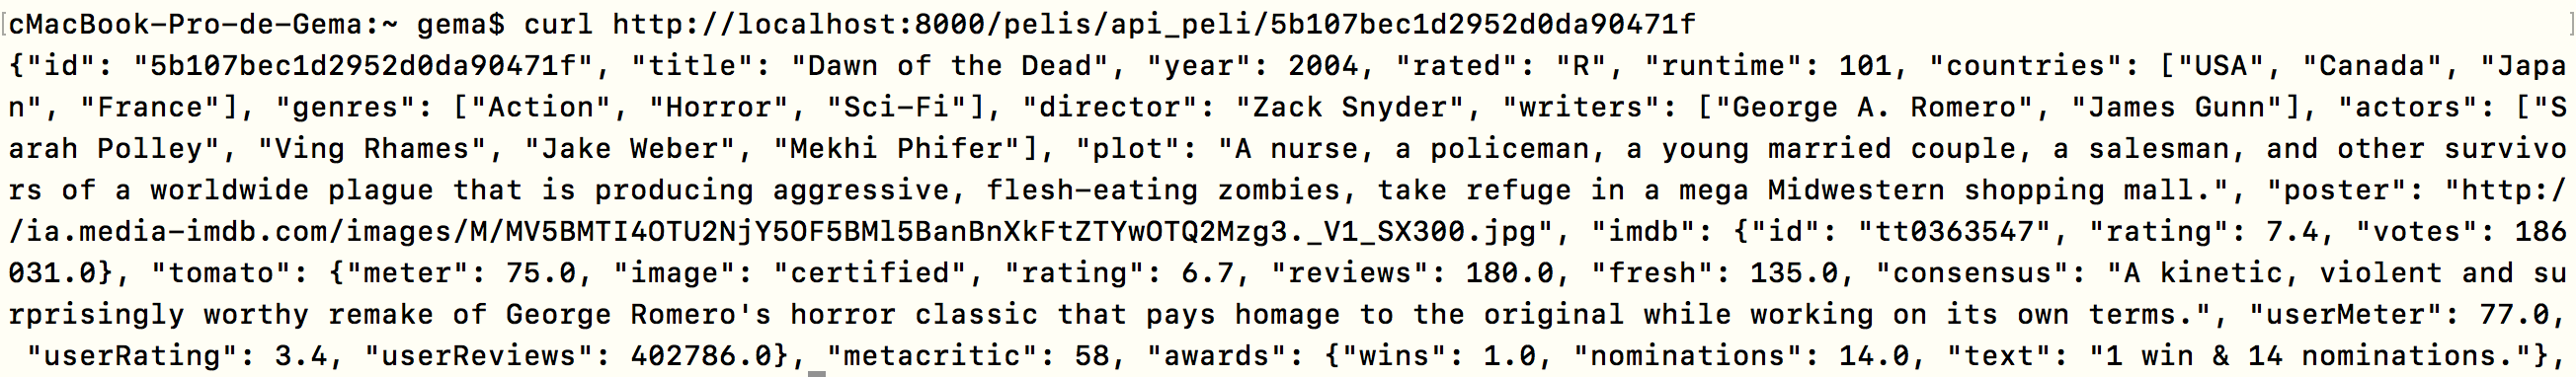 [cMacBook-Pro-de-Gema:~ gema$ curl http://localhost:8000/pelis/api_peli/5b107bec1d2952d0da90471f ]
{"id": "5b107bec1d2952d0da90471f", "title": "Dawn of the Dead", "year": 2004, "rated": "R", "runtime": 101, "countries": ["USA", "Canada", "Japa
n", "France"], "genres": ["Action", "Horror", "Sci-Fi"], "director": "Zack Snyder", "writers": ["George A. Romero", "James Gunn"], "actors": ["S
arah Polley", "Ving Rhames", "Jake Weber", "Mekhi Phifer"], "plot": "A nurse, a policeman, a young married couple, a salesman, and other survivo
rs of a worldwide plague that is producing aggressive, flesh-eating zombies, take refuge in a mega Midwestern shopping mall.", "poster": "http:/
/ia.media-imdb.com/images/M/MV5BMTI4OTU2NjY5OF5BMl5BanBnXkFtZTYwOTQ2Mzg3._V1_SX300.jpg", "imdb": {"id": "tt0363547", "rating": 7.4, "votes": 186
031.0}, "tomato": {"meter": 75.0, "image": "certified", "rating": 6.7, "reviews": 180.0, "fresh": 135.0, "consensus": "A kinetic, violent and su
rprisingly worthy remake of George Romero's horror classic that pays homage to the original while working on its own terms.", "userMeter": 77.0,
 "userRating": 3.4, "userReviews": 402786.0}, "metacritic": 58, "awards": {"wins": 1.0, "nominations": 14.0, "text": "1 win & 14 nominations."},